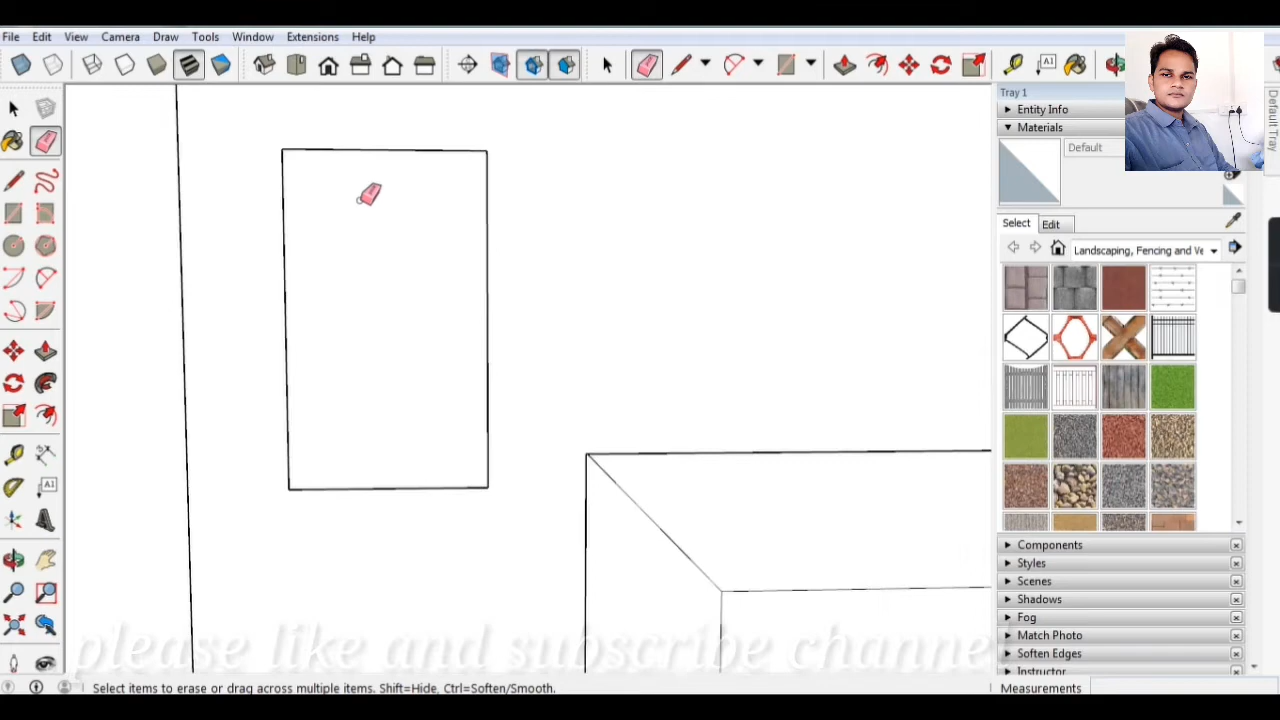 File Edit View Camera Draw Tools Window Extensions Help
Tray 1
Entity Info
Materials
Default
Default Tray
Select Edit
Landscaping, Fencing and Ve
Components
Styles
Scenes
Shadows
Fog
Match Photo
Soften Edges
Instructor
please like and subscribe channel
Select items to erase or drag across multiple items. Shift=Hide, Ctrl=Soften/Smooth.
Measurements